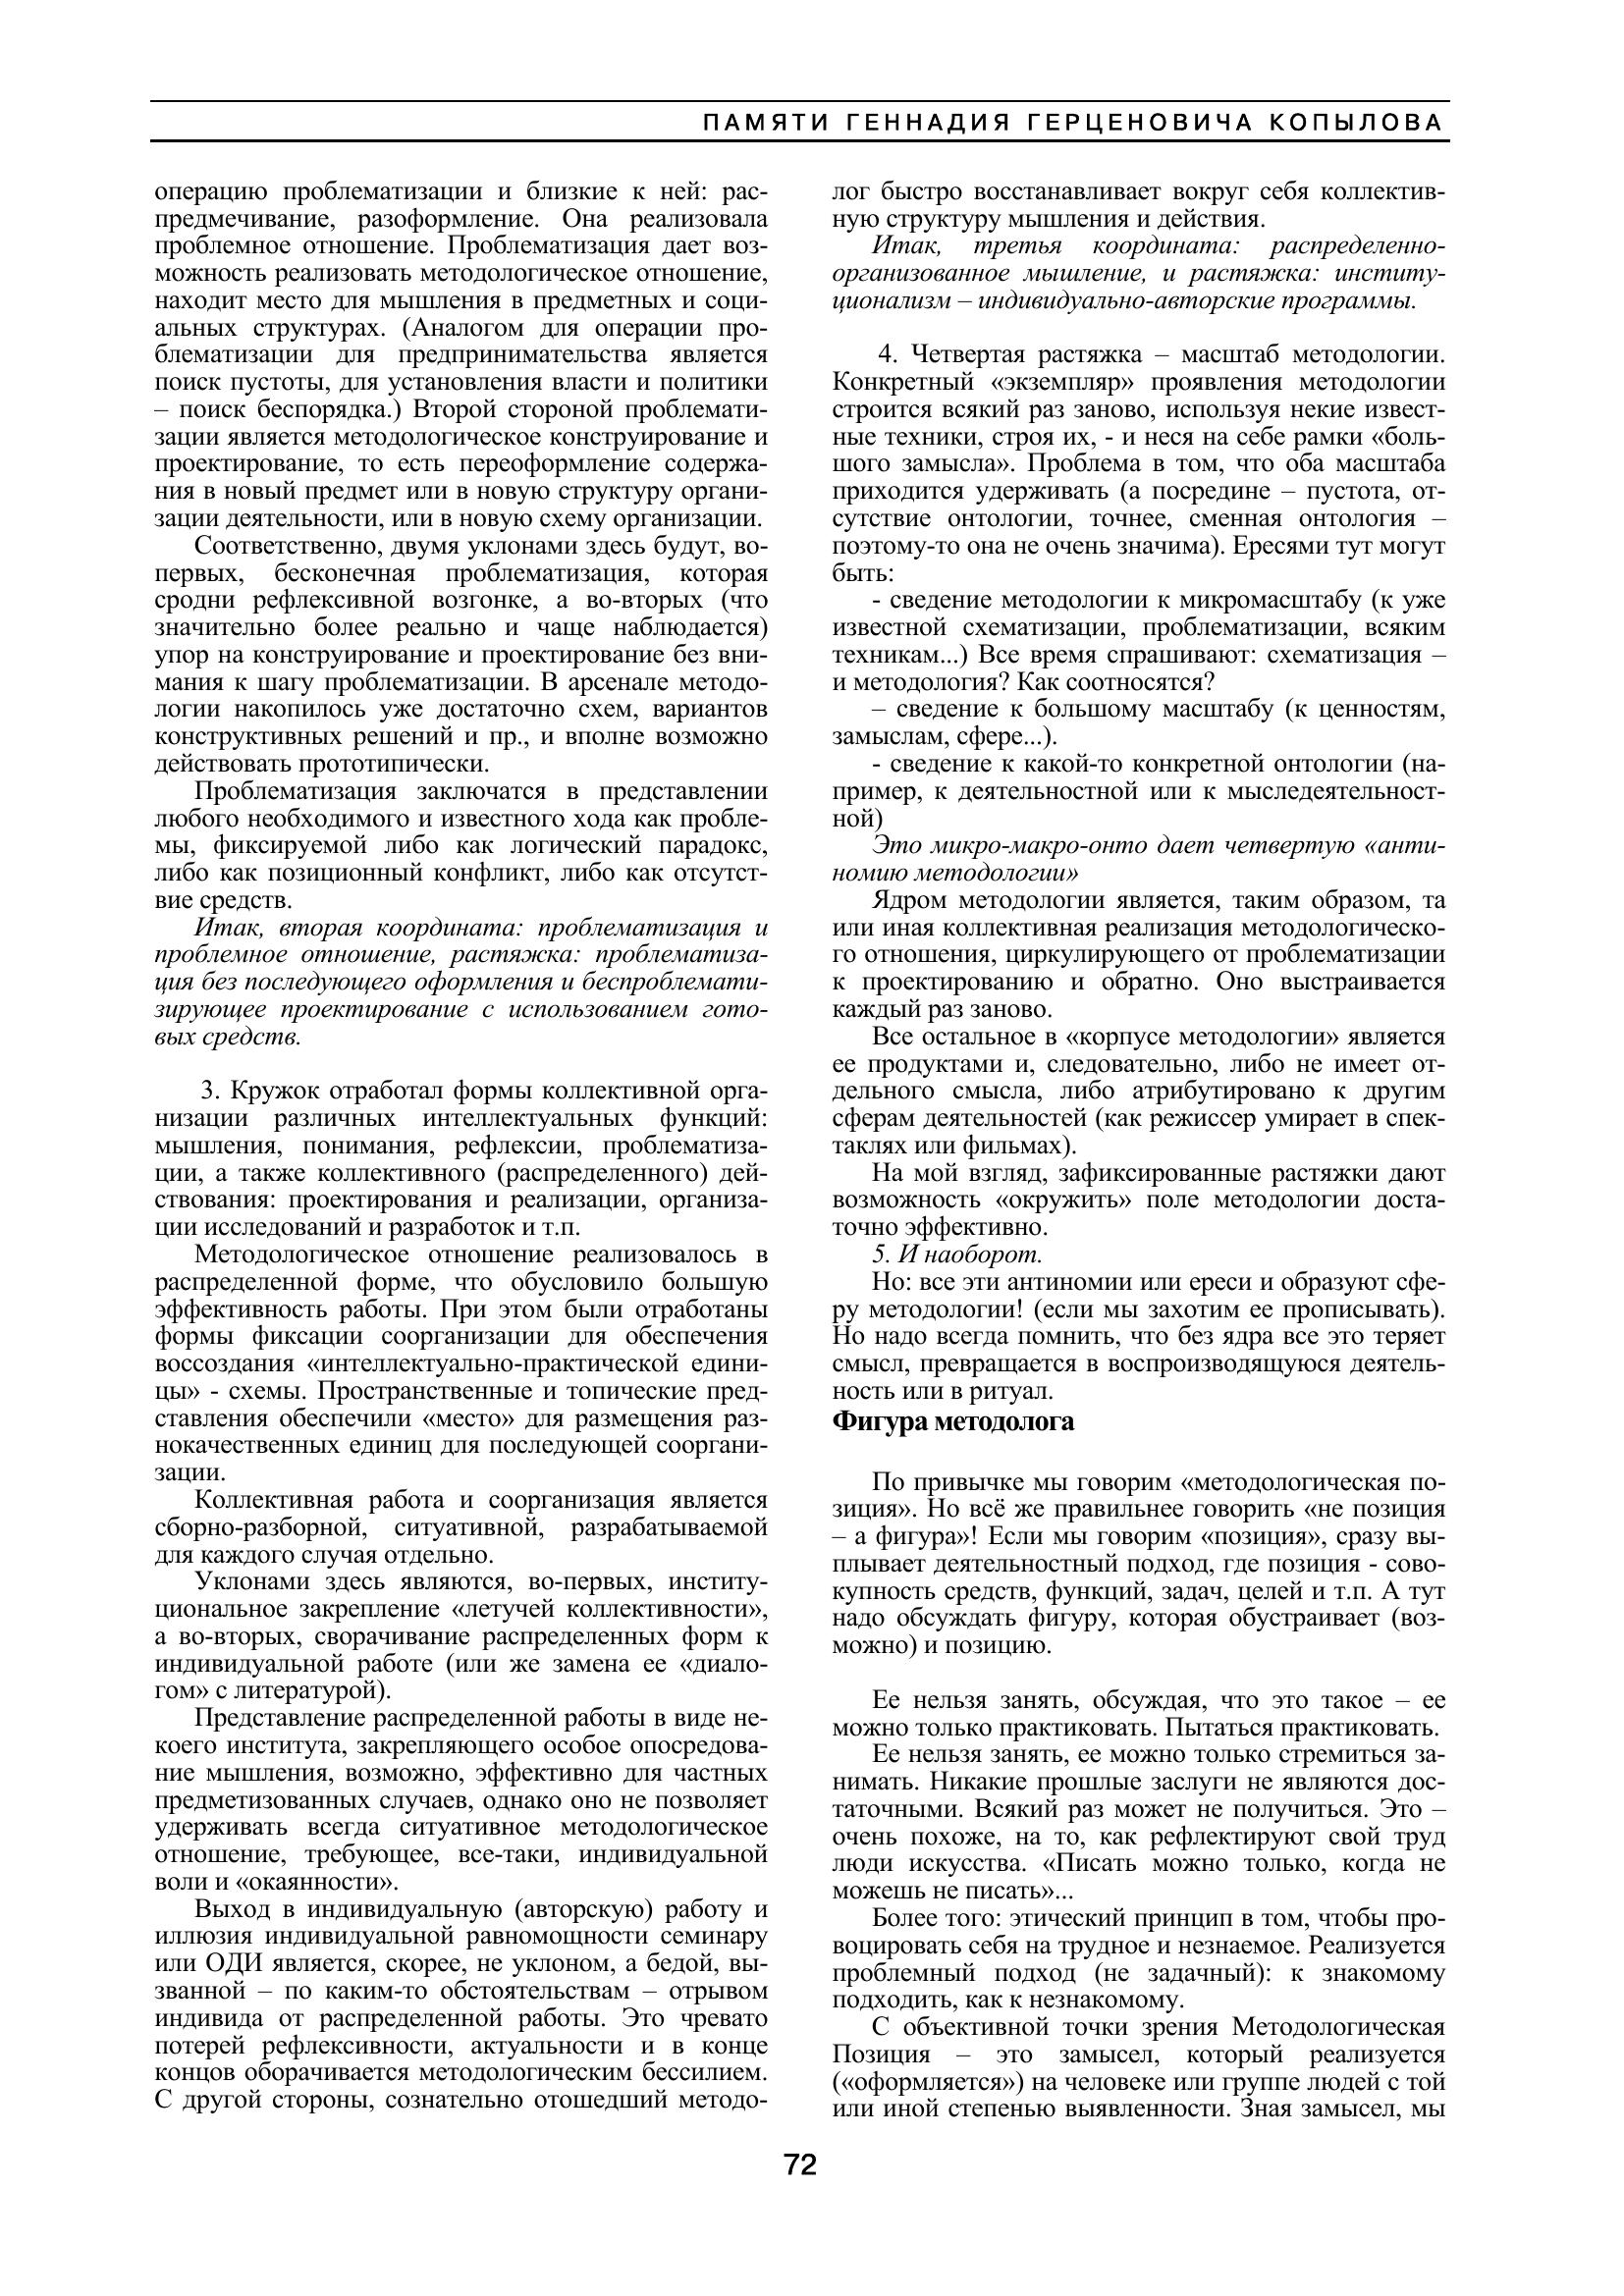 ПАМЯТИ ГЕННАДИЯ ГЕРЦЕНОВИЧА КОПЫЛОВА
операцию проблематизации и близкие к ней: рас-
предмечивание, разоформление. Она реализовала
проблемное отношение. Проблематизация дает воз-
можность реализовать методологическое отношение,
находит место для мышления в предметных и соци-
альных структурах. (Аналогом для операции про-
блематизации для предпринимательства является
поиск пустоты, для установления власти и политики
– поиск беспорядка.) Второй стороной проблемати-
зации является методологическое конструирование и
проектирование, то есть переоформление содержа-
ния в новый предмет или в новую структуру органи-
зации деятельности, или в новую схему организации.
Соответственно, двумя уклонами здесь будут, во-
первых, бесконечная проблематизация, которая
сродни рефлексивной возгонке, а во-вторых (что
значительно более реально и чаще наблюдается)
упор на конструирование и проектирование без вни-
мания к шагу проблематизации. В арсенале методо-
логии накопилось уже достаточно схем, вариантов
конструктивных решений и пр., и вполне возможно
действовать прототипически.
Проблематизация заключатся в представлении
любого необходимого и известного хода как пробле-
мы, фиксируемой либо как логический парадокс,
либо как позиционный конфликт, либо как отсутст-
вие средств.
Итак, вторая координата: проблематизация и
проблемное отношение, растяжка: проблематиза-
ция без последующего оформления и беспроблемати-
зирующее проектирование с использованием гото-
вых средств.
3. Кружок отработал формы коллективной орга-
низации различных интеллектуальных функций:
мышления, понимания, рефлексии, проблематиза-
ции, а также коллективного (распределенного) дей-
ствования: проектирования и реализации, организа-
ции исследований и разработок и т.п.
Методологическое отношение реализовалось в
распределенной форме, что обусловило большую
эффективность работы. При этом были отработаны
формы фиксации соорганизации для обеспечения
воссоздания «интеллектуально-практической едини-
цы» - схемы. Пространственные и топические пред-
ставления обеспечили «место» для размещения раз-
нокачественных единиц для последующей соорганизации-
зации.
Коллективная работа и соорганизация является
сборно-разборной, ситуативной, разрабатываемой
для каждого случая отдельно.
Уклонами здесь являются, во-первых, институ-
циональное закрепление «летучей коллективности»,
а во-вторых, сворачивание распределенных форм к
индивидуальной работе (или же замена ее «диало-
гом» с литературой).
Представление распределенной работы в виде не-
коего института, закрепляющего особое опосредова-
ние мышления, возможно, эффективно для частных
предметизованных случаев, однако оно не позволяет
удерживать всегда ситуативное методологическое
отношение, требующее, все-таки, индивидуальной
воли и «окаянности».
Выход в индивидуальную (авторскую) работу и
иллюзия индивидуальной равномощности семинару
или ОДИ является, скорее, не уклоном, а бедой, вы-
званной – по каким-то обстоятельствам – отрывом
индивида от распределенной работы. Это чревато
потерей рефлексивности, актуальности и в конце
концов оборачивается методологическим бессилием.
С другой стороны, сознательно отошедший методо-
лог быстро восстанавливает вокруг себя коллектив-
ную структуру мышления и действия.
Итак, третья координата: распределенно-
организованное мышление, и растяжка: институ-
ционализм – индивидуально-авторские программы.
4. Четвертая растяжка – масштаб методологии.
Конкретный «экземпляр» проявления методологии
строится всякий раз заново, используя некие извест-
ные техники, строя их, - и неся на себе рамки «боль-
шого замысла». Проблема в том, что оба масштаба
приходится удерживать (а посредине – пустота, от-
сутствие онтологии, точнее, сменная онтология –
поэтому-то она не очень значима). Ересями тут могут
быть:
- сведение методологии к микромасштабу (к уже
известной схематизации, проблематизации, всяким
техникам...) Все время спрашивают: схематизация –
и методология? Как соотносятся?
– сведение к большому масштабу (к ценностям,
замыслам, сфере...).
- сведение к какой-то конкретной онтологии (на-
пример, к деятельностной или к мыследеятельност-
ной)
Это микро-макро-онто дает четвертую «анти-
номию методологии»
Ядром методологии является, таким образом, та
или иная коллективная реализация методологическо-
го отношения, циркулирующего от проблематизации
к проектированию и обратно. Оно выстраивается
каждый раз заново.
Все остальное в «корпусе методологии» является
ее продуктами и, следовательно, либо не имеет от-
дельного смысла, либо атрибутировано к другим
сферам деятельностей (как режиссер умирает в спек-
таклях или фильмах).
На мой взгляд, зафиксированные растяжки дают
возможность «окружить» поле методологии доста-
точно эффективно.
5. И наоборот.
Но: все эти антиномии или ереси и образуют сфе-
ру методологии! (если мы захотим ее прописывать).
Но надо всегда помнить, что без ядра все это теряет
смысл, превращается в воспроизводящуюся деятель-
ность или в ритуал.
Фигура методолога
По привычке мы говорим «методологическая по-
зиция». Но всё же правильнее говорить «не позиция
– а фигура»! Если мы говорим «позиция», сразу вы-
плывает деятельностный подход, где позиция - сово-
купность средств, функций, задач, целей и т.п. А тут
надо обсуждать фигуру, которая обустраивает (воз-
можно) и позицию.
Ее нельзя занять, обсуждая, что это такое – ее
можно только практиковать. Пытаться практиковать.
Ее нельзя занять, ее можно только стремиться за-
нимать. Никакие прошлые заслуги не являются дос-
таточными. Всякий раз может не получиться. Это –
очень похоже, на то, как рефлектируют свой труд
люди искусства. «Писать можно только, когда не
можешь не писать»...
Более того: этический принцип в том, чтобы про-
воцировать себя на трудное и незнаемое. Реализуется
проблемный подход (не задачный): к знакомому
подходить, как к незнакомому.
С объективной точки зрения Методологическая
Позиция – это замысел, который реализуется
(«оформляется») на человеке или группе людей с той
или иной степенью выявленности. Зная замысел, мы
72